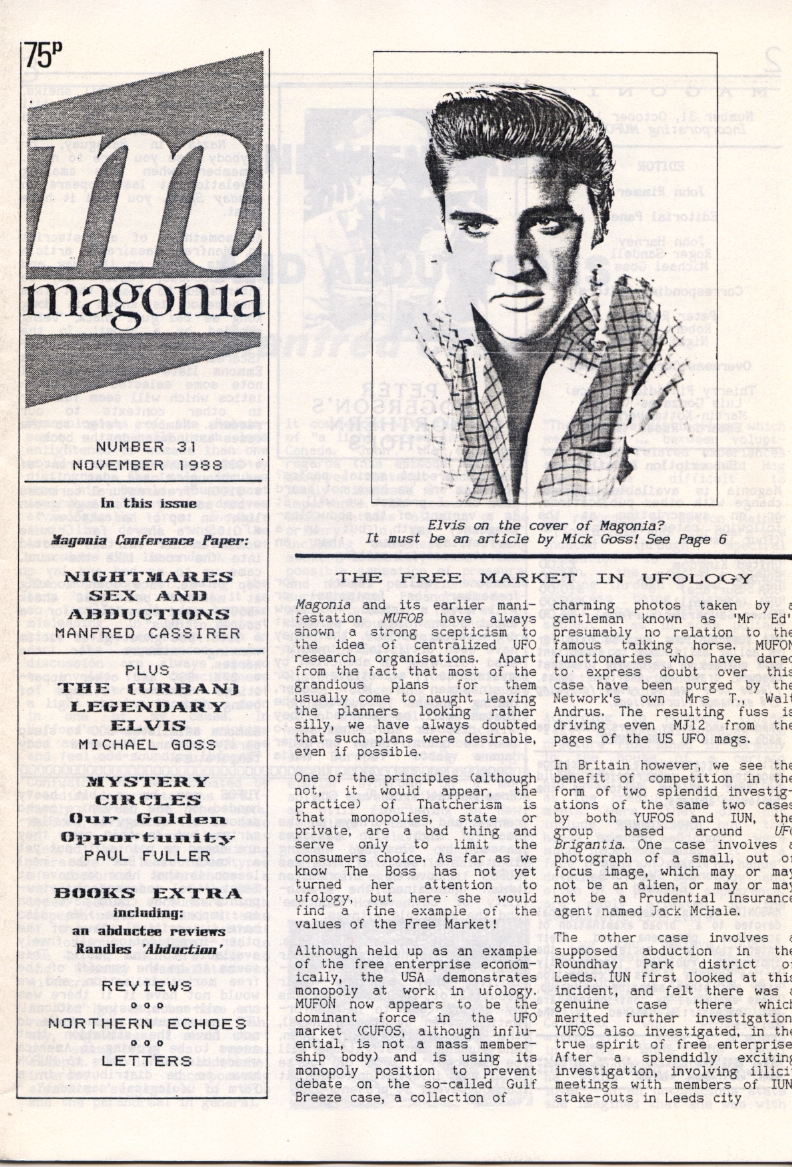 75p
m
magonia
NUMBER 31
NOVEMBER 1988
In this issue
Magonia Conference Paper:
NIGHTMARES
SEX AND
ABDUCTIONS
MANFRED CASSIRER
PLUS
THE (URBAN)
LEGENDARY
ELVIS
MICHAEL GOSS
MYSTERY
CIRCLES
Our Golden
Opportunity
PAUL FULLER
BOOKS EXTRA
including:
an abductee reviews
Randles 'Abduction'
REVIEWS
o o o
NORTHERN ECHOES
o o o
LETTERS
Elvis on the cover of Magonia?
It must be an article by Mick Goss! See Page 6
THE FREE MARKET IN UFOLOGY
Magonia and its earlier mani-
festation MUFOB have always
shown a strong scepticism to
the idea of centralized UFO
research organisations. Apart
from the fact that most of the
grandious plans for them
usually come to naught leaving
the planners looking rather
silly, we have always doubted
that such plans were desirable,
even if possible.
One of the principles (although
not, it would appear, the
practice) of Thatcherism is
that monopolies, state or
private, are a bad thing and
serve only to limit the
consumers choice. As far as we
know The Boss has not yet
turned her attention to
ufology, but here she would
find a fine example of the
values of the Free Market!
Although held up as an example
of the free enterprise econom-
ically, the USA demonstrates
monopoly at work in ufology.
MUFON now appears to be the
dominant force in the UFO
market (CUFOS, although influ-
ential, is not a mass member-
ship body) and is using its
monopoly position to prevent
debate on the so-called Gulf
Breeze case, a collection of
charming photos taken by a
gentleman known as 'Mr Ed'
presumably no relation to the
famous talking horse. MUFON
functionaries who have dared
to express doubt over this
case have been purged by the
Network's own Mrs T., Walt
Andrus. The resulting fuss is
driving even MJ12 from the
pages of the US UFO mags.
In Britain however, we see the
benefit of competition in the
form of two splendid investig-
ations of the same two cases
by both YUFOS and IUN, the
group based around UFO
Brigantia. One case involves a
photograph of a small, out of
focus image, which may or may
not be an alien, or may or may
not be a Prudential Insurance
agent named Jack McHale.
The other case involves a
supposed abduction in the
Roundhay Park district of
Leeds. IUN first looked at this
incident, and felt there was a
genuine case there which
merited further investigation
YUFOS also investigated, in the
true spirit of free enterprise
After a splendidly exciting
investigation, involving illicit
meetings with members of IUN
stake-outs in Leeds city